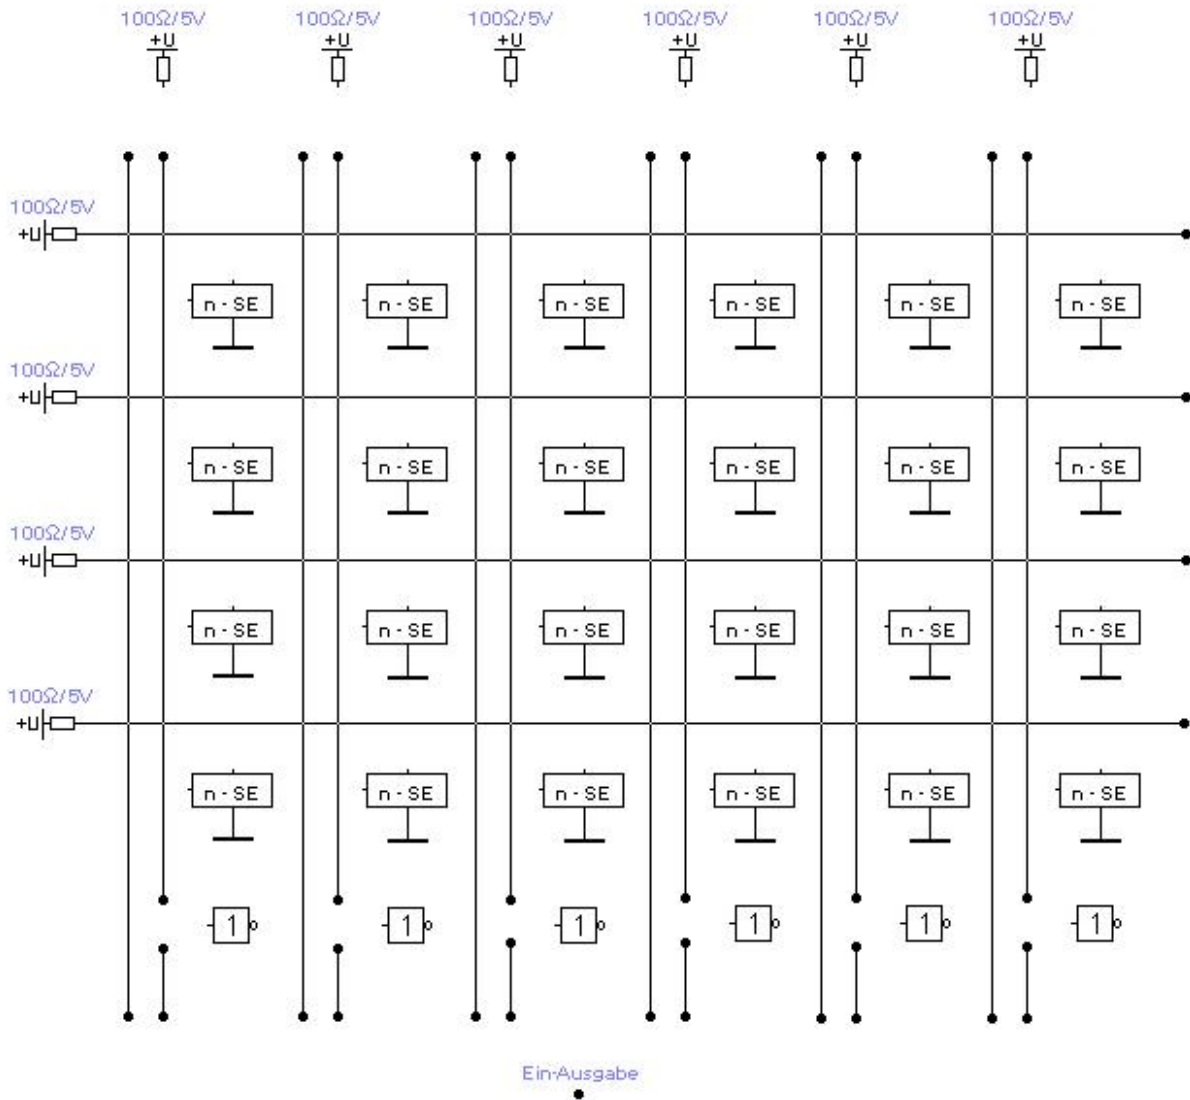 100Ω/5V 100Ω/5V 100Ω/5V 100Ω/5V 100Ω/5V 100Ω/5V
+U +U +U +U +U +U
100Ω/5V
+U
n - SE n - SE n - SE n - SE n - SE n - SE
100Ω/5V
+U
n - SE n - SE n - SE n - SE n - SE n - SE
100Ω/5V
+U
n - SE n - SE n - SE n - SE n - SE n - SE
100Ω/5V
+U
n - SE n - SE n - SE n - SE n - SE n - SE
1 1 1 1 1 1
Ein-Ausgabe